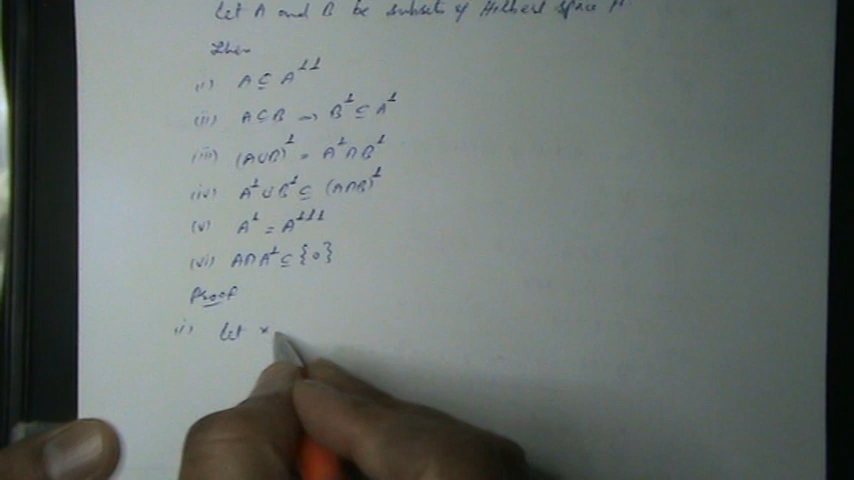 Let A and B be subsets of Hilbert space H.
Then
(i) A ⊆ A^⊥⊥
(ii) A ⊆ B ⇒ B^⊥ ⊆ A^⊥
(iii) (A∪B)^⊥ = A^⊥ ∩ B^⊥
(iv) A^⊥ ∪ B^⊥ ⊆ (A∩B)^⊥
(v) A^⊥ = A^⊥⊥⊥
(vi) A∩A^⊥ ⊆ {0}
Proof
(i) Let x